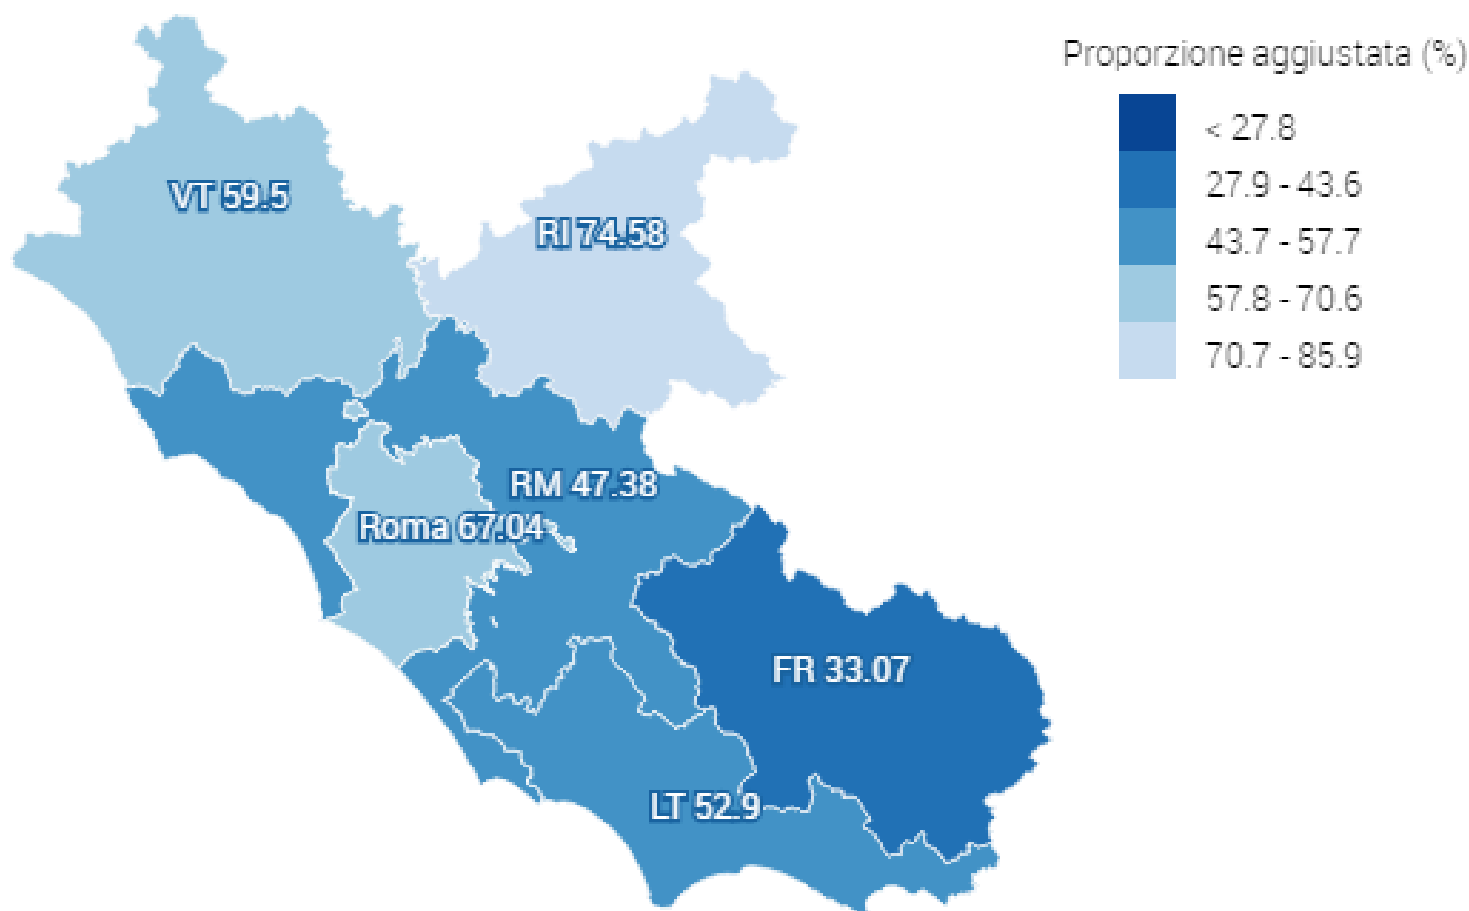 Proporzione aggiustata (%)
< 27.8
27.9 - 43.6
43.7 - 57.7
57.8 - 70.6
70.7 - 85.9
VT 59.5
RI 74.58
RM 47.38
Roma 67.04
FR 33.07
LT 52.9